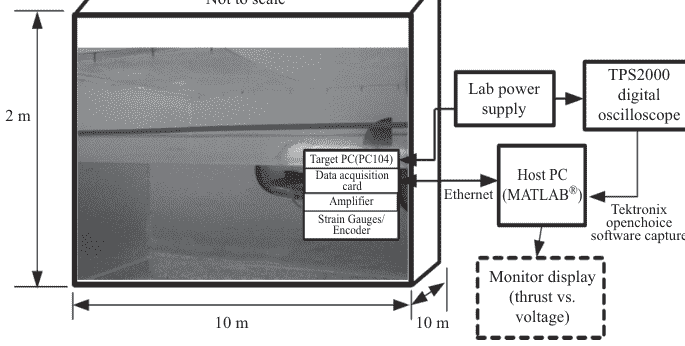 Not to scale
2 m
Lab power
supply
TPS2000
digital
oscilloscope
Target PC(PC104)
Data acquisition
card
Amplifier
Strain Gauges/
Encoder
Ethernet
Host PC
(MATLAB®)
Tektronix
openchoice
software capture
Monitor display
(thrust vs.
voltage)
10 m
10 m